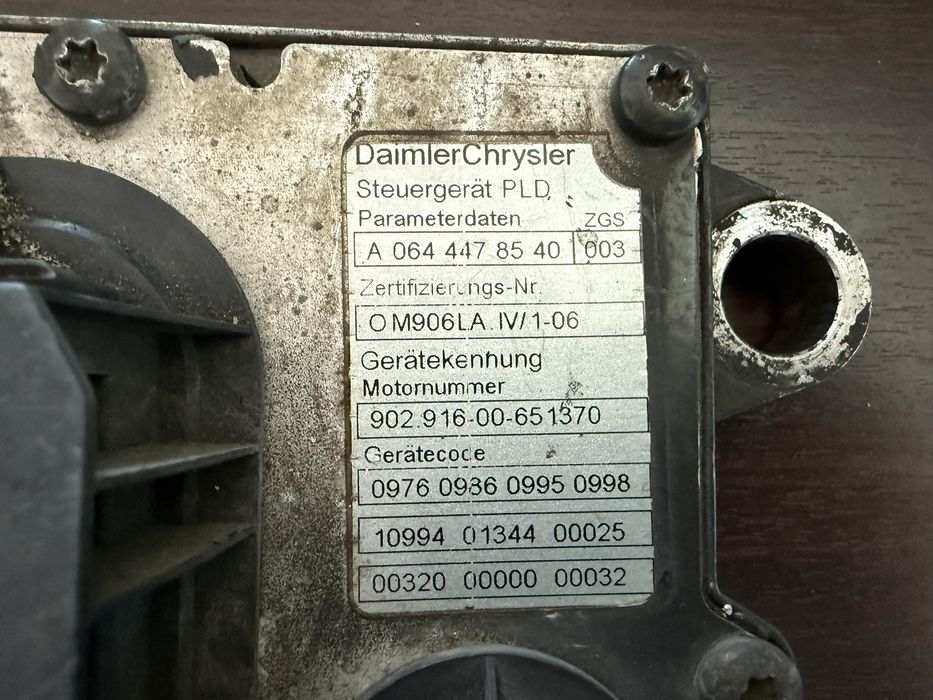 DaimlerChrysler
Steuergerät PLD
Parameterdaten ZGS
A 064 447 85 40 003
Zertifizierungs-Nr.
OM906LA.IV/1-06
Gerätekenhung
Motornummer
902.916-00-651370
Gerätecode
0976 0936 0995 0998
10994 01344 00025
00320 00000 00032